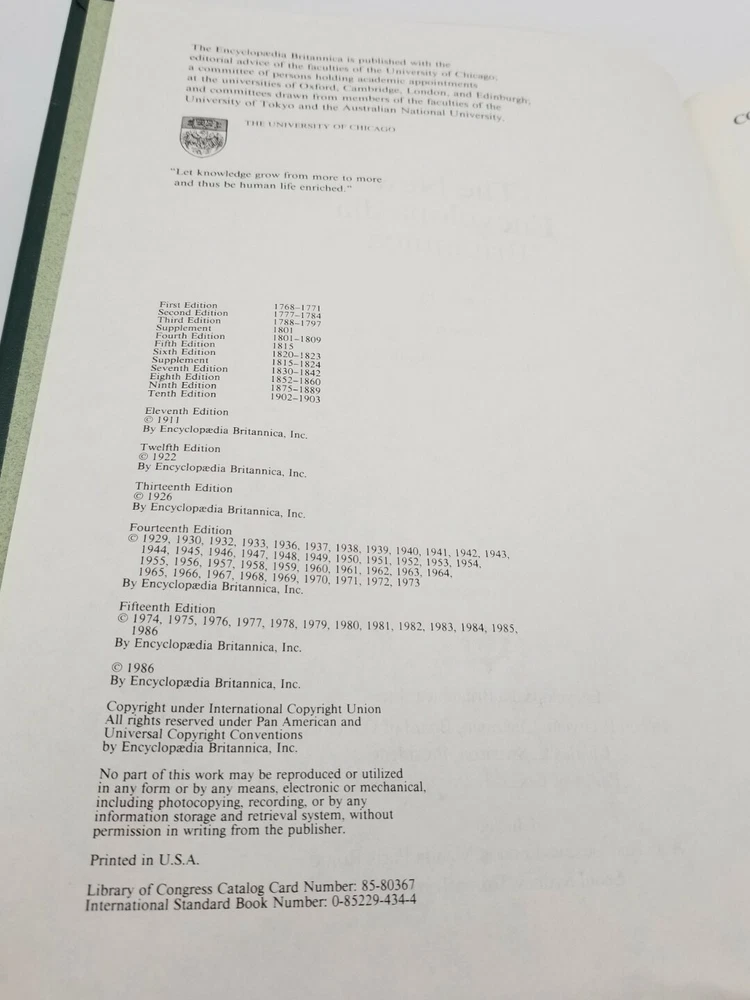 The Encyclopædia Britannica is published with the
editorial advice of the faculties of the University of Chicago;
a committee of persons holding academic appointments
at the universities of Oxford, Cambridge, London, and Edinburgh;
and committees drawn from members of the faculties of the
University of Tokyo and the Australian National University.
THE UNIVERSITY OF CHICAGO
"Let knowledge grow from more to more
and thus be human life enriched."
First Edition 1768–1771
Second Edition 1777–1784
Third Edition 1788–1797
Supplement 1801
Fourth Edition 1801–1809
Fifth Edition 1815
Sixth Edition 1820–1823
Supplement 1815–1824
Seventh Edition 1830–1842
Eighth Edition 1852–1860
Ninth Edition 1875–1889
Tenth Edition 1902–1903
Eleventh Edition
© 1911
By Encyclopædia Britannica, Inc.
Twelfth Edition
© 1922
By Encyclopædia Britannica, Inc.
Thirteenth Edition
© 1926
By Encyclopædia Britannica, Inc.
Fourteenth Edition
© 1929, 1930, 1932, 1933, 1936, 1937, 1938, 1939, 1940, 1941, 1942, 1943,
1944, 1945, 1946, 1947, 1948, 1949, 1950, 1951, 1952, 1953, 1954,
1955, 1956, 1957, 1958, 1959, 1960, 1961, 1962, 1963, 1964,
1965, 1966, 1967, 1968, 1969, 1970, 1971, 1972, 1973
By Encyclopædia Britannica, Inc.
Fifteenth Edition
© 1974, 1975, 1976, 1977, 1978, 1979, 1980, 1981, 1982, 1983, 1984, 1985,
1986
By Encyclopædia Britannica, Inc.
© 1986
By Encyclopædia Britannica, Inc.
Copyright under International Copyright Union
All rights reserved under Pan American and
Universal Copyright Conventions
by Encyclopædia Britannica, Inc.
No part of this work may be reproduced or utilized
in any form or by any means, electronic or mechanical,
including photocopying, recording, or by any
information storage and retrieval system, without
permission in writing from the publisher.
Printed in U.S.A.
Library of Congress Catalog Card Number: 85-80367
International Standard Book Number: 0-85229-434-4